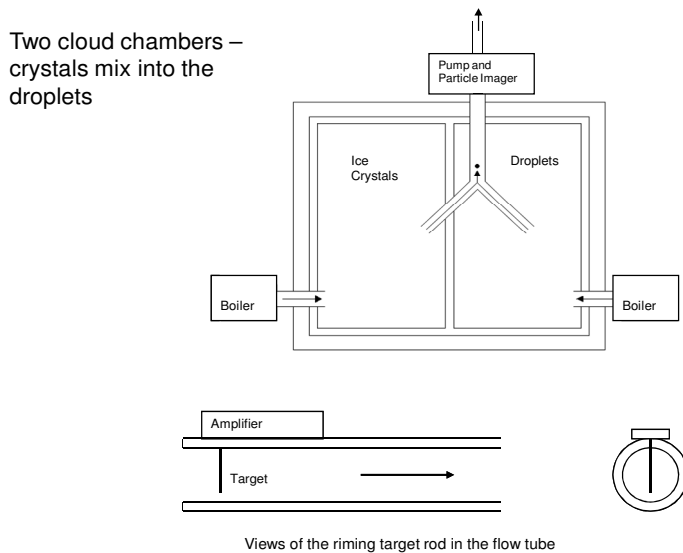 Two cloud chambers –
crystals mix into the
droplets
Pump and
Particle Imager
Ice
Crystals
Droplets
Boiler
Boiler
Amplifier
Target
Views of the riming target rod in the flow tube